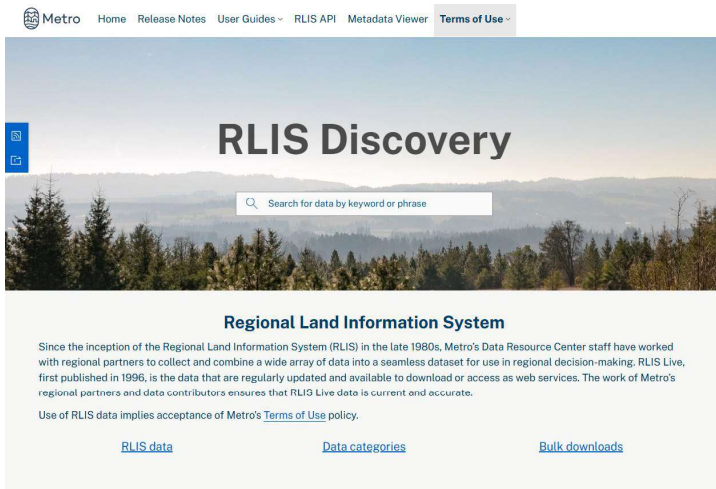 Metro Home Release Notes User Guides RLIS API Metadata Viewer Terms of Use
RLIS Discovery
Search for data by keyword or phrase
Regional Land Information System
Since the inception of the Regional Land Information System (RLIS) in the late 1980s, Metro's Data Resource Center staff have worked
with regional partners to collect and combine a wide array of data into a seamless dataset for use in regional decision-making. RLIS Live,
first published in 1996, is the data that are regularly updated and available to download or access as web services. The work of Metro's
regional partners and data contributors ensures that RLIS Live data is current and accurate.
Use of RLIS data implies acceptance of Metro's Terms of Use policy.
RLIS data Data categories Bulk downloads